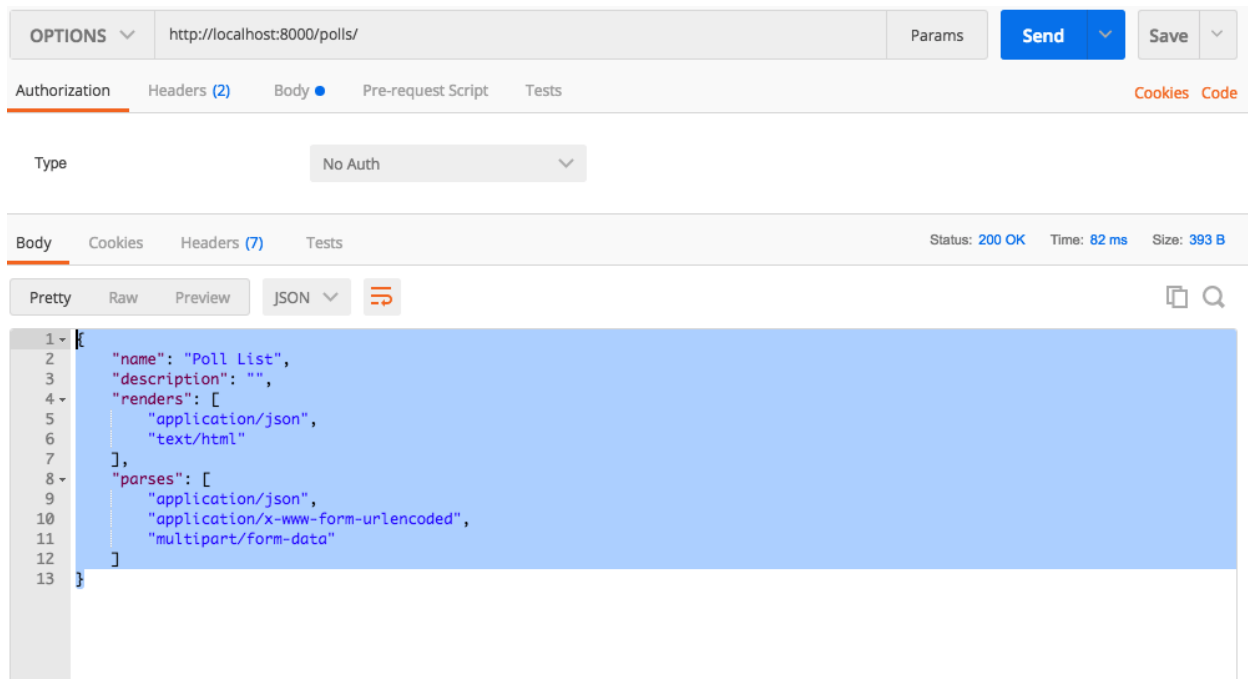 OPTIONS http://localhost:8000/polls/ Params Send Save
Authorization Headers (2) Body Pre-request Script Tests Cookies Code
Type No Auth
Body Cookies Headers (7) Tests Status: 200 OK Time: 82 ms Size: 393 B
Pretty Raw Preview JSON
1 {
2 "name": "Poll List",
3 "description": "",
4 "renders": [
5 "application/json",
6 "text/html"
7 ],
8 "parses": [
9 "application/json",
10 "application/x-www-form-urlencoded",
11 "multipart/form-data"
12 ]
13 }